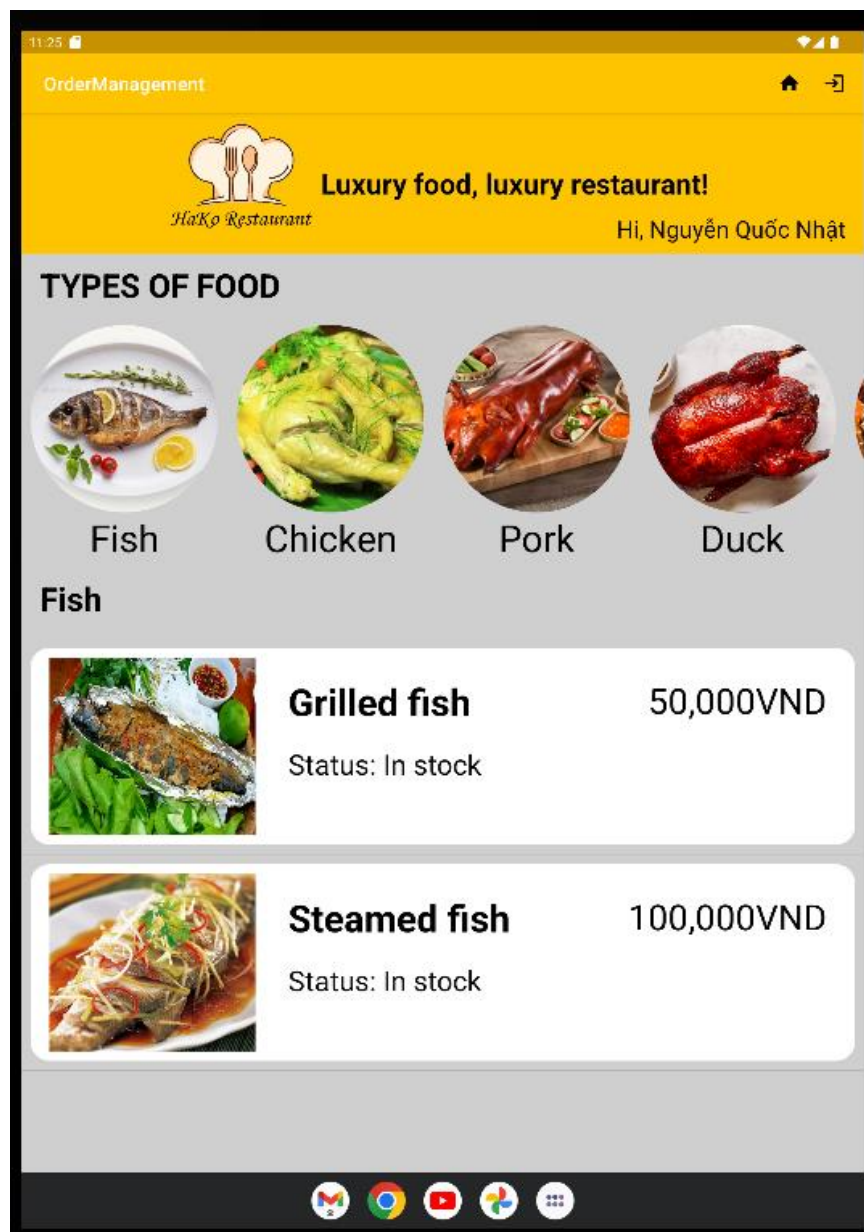 11:25
OrderManagement
HaKo Restaurant
Luxury food, luxury restaurant!
Hi, Nguyễn Quốc Nhật
TYPES OF FOOD
Fish Chicken Pork Duck
Fish
Grilled fish 50,000VND
Status: In stock
Steamed fish 100,000VND
Status: In stock